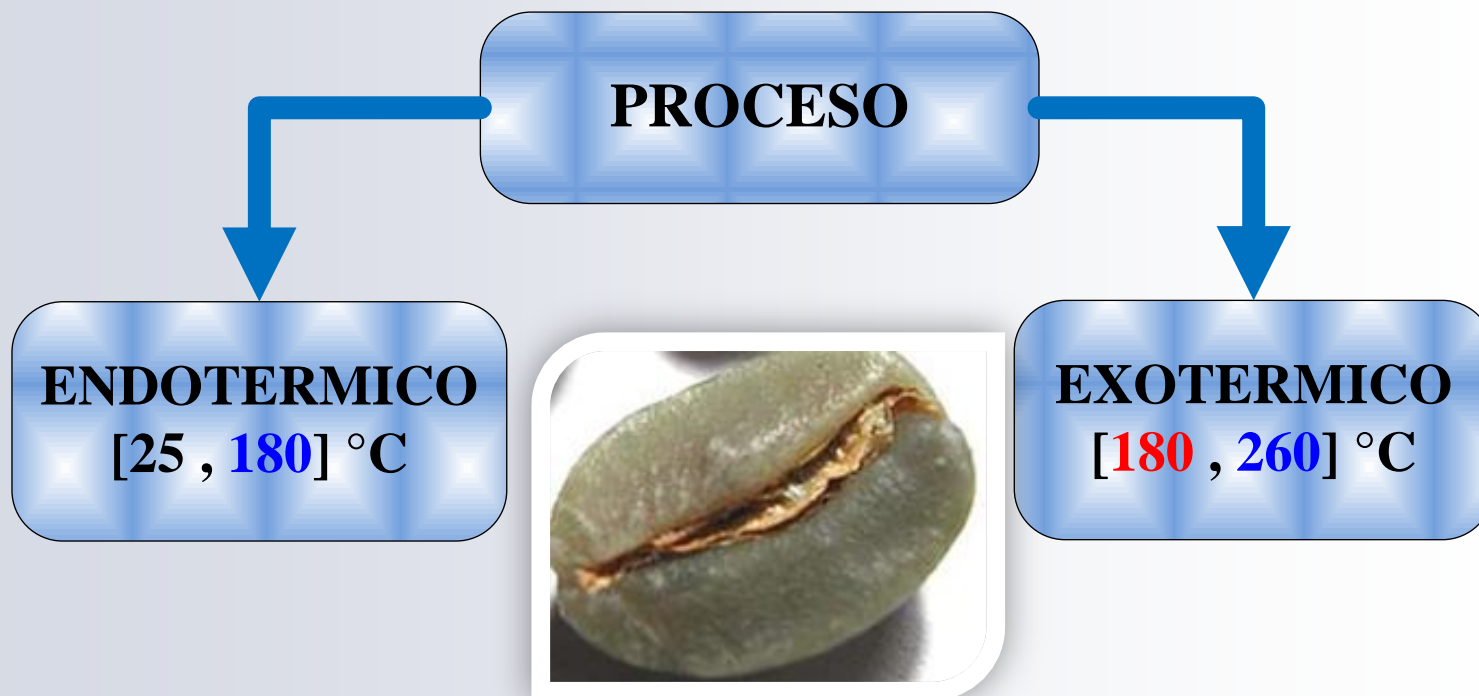 PROCESO
ENDOTERMICO
[25 , 180] °C
EXOTERMICO
[180 , 260] °C